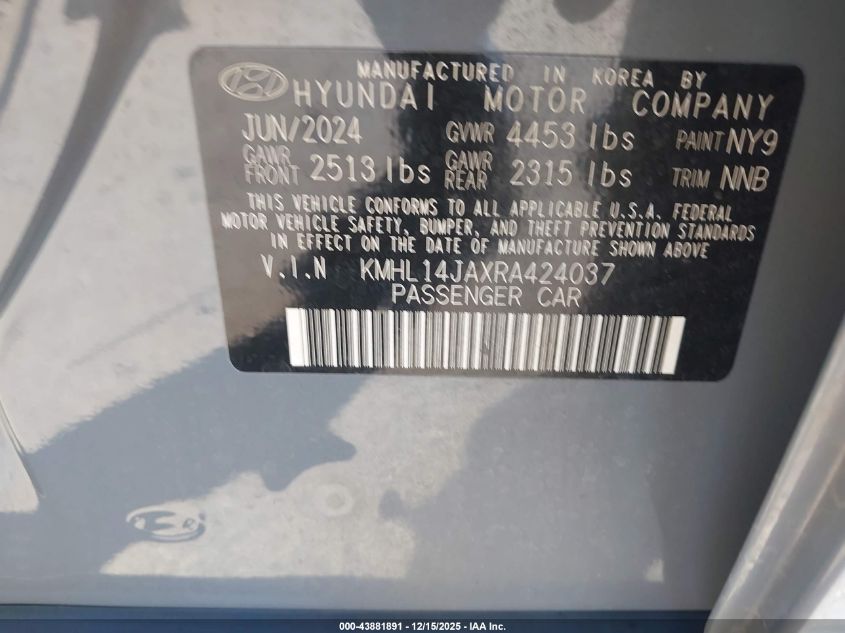 MANUFACTURED IN KOREA BY
HYUNDAI MOTOR COMPANY
JUN/2024 GVWR 4453 lbs PAINT NY9
GAWR FRONT 2513 lbs GAWR REAR 2315 lbs TRIM NNB
THIS VEHICLE CONFORMS TO ALL APPLICABLE U.S.A. FEDERAL
MOTOR VEHICLE SAFETY, BUMPER, AND THEFT PREVENTION STANDARDS
IN EFFECT ON THE DATE OF MANUFACTURE SHOWN ABOVE
V.I.N KMHL14JAXRA424037
PASSENGER CAR
000-43881891 - 12/15/2025 - IAA Inc.